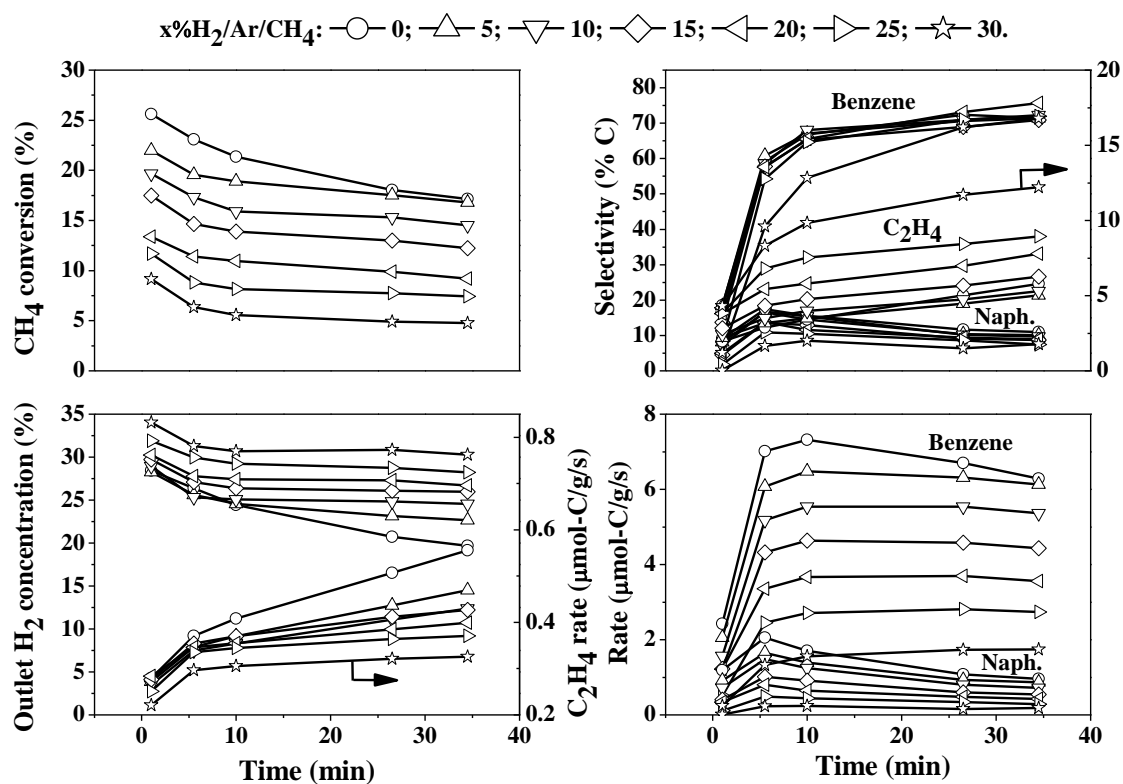 x%H2/Ar/CH4: 0; 5; 10; 15; 20; 25; 30.
CH4 conversion (%)
30
25
20
15
10
5
0
Selectivity (% C)
80
70
60
50
40
30
20
10
0
Benzene
C2H4
Naph.
20
15
10
5
0
Outlet H2 concentration (%)
35
30
25
20
15
10
5
0
0.8
0.6
0.4
0.2
C2H4 rate (μmol-C/g/s)
0 10 20 30 40
Time (min)
Rate (μmol-C/g/s)
8
6
4
2
0
Benzene
Naph.
0 10 20 30 40
Time (min)